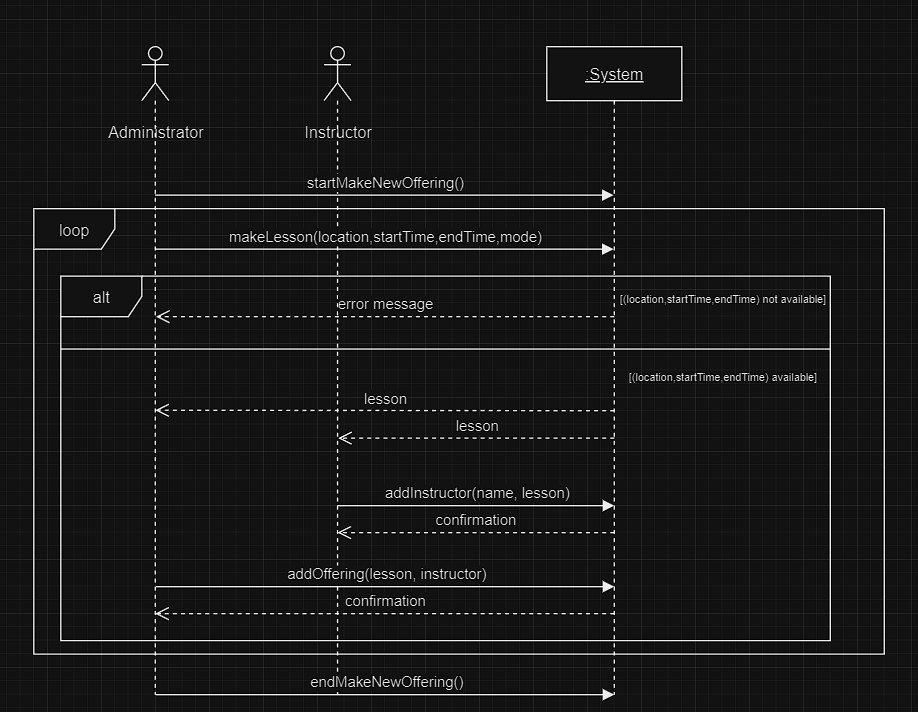 :System
Administrator
Instructor
startMakeNewOffering()
loop
makeLesson(location,startTime,endTime,mode)
alt
[(location,startTime,endTime) not available]
error message
[(location,startTime,endTime) available]
lesson
lesson
addInstructor(name, lesson)
confirmation
addOffering(lesson, instructor)
confirmation
endMakeNewOffering()